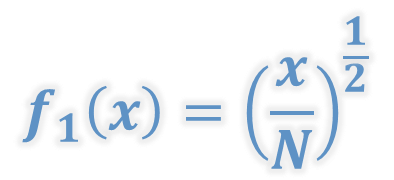 f₁(x) = (x/N)^(1/2)